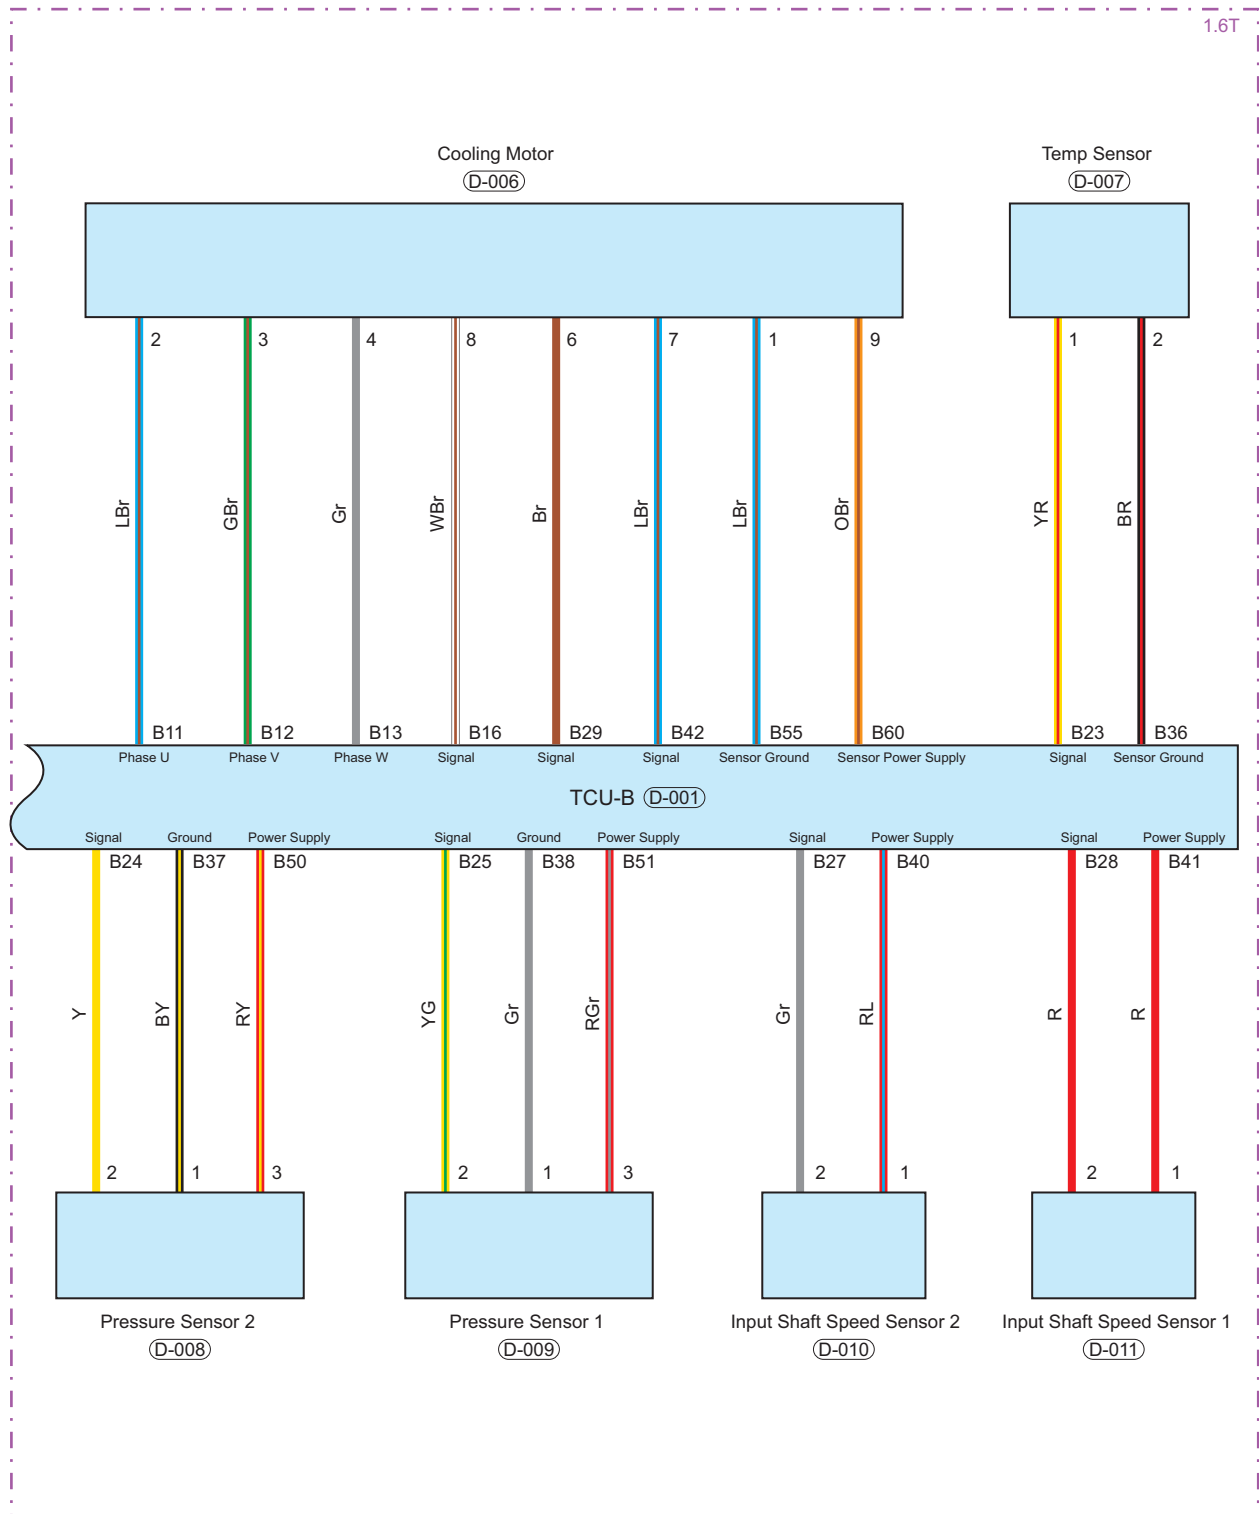 1.6T
Cooling Motor
D-006
Temp Sensor
D-007
2 3 4 8 6 7 1 9 1 2
LBr GBr Gr WBr Br LBr LBr OBr YR BR
B11 B12 B13 B16 B29 B42 B55 B60 B23 B36
Phase U Phase V Phase W Signal Signal Signal Sensor Ground Sensor Power Supply Signal Sensor Ground
TCU-B D-001
Signal Ground Power Supply Signal Ground Power Supply Signal Power Supply Signal Power Supply
B24 B37 B50 B25 B38 B51 B27 B40 B28 B41
Y BY RY YG Gr RGr Gr RL R R
2 1 3 2 1 3 2 1 2 1
Pressure Sensor 2
D-008
Pressure Sensor 1
D-009
Input Shaft Speed Sensor 2
D-010
Input Shaft Speed Sensor 1
D-011